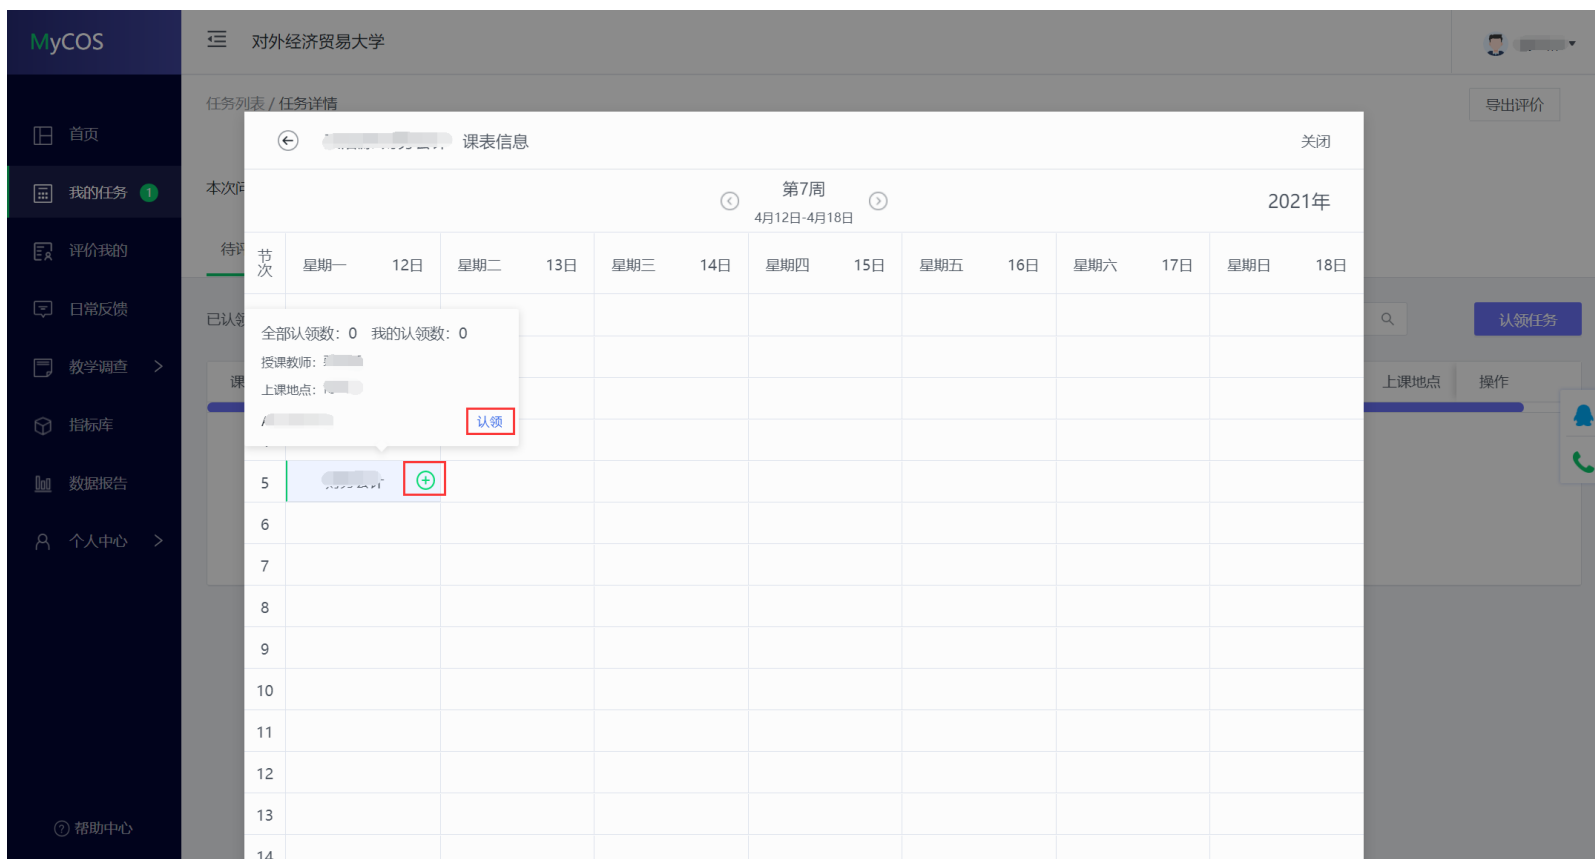 MyCOS
对外经济贸易大学
首页
我的任务 1
评价我的
日常反馈
教学调查
指标库
数据报告
个人中心
帮助中心
任务列表 / 任务详情
导出评价
本次问
待评
已认领
认领任务
课
上课地点 操作
课表信息
关闭
第7周
4月12日-4月18日
2021年
节次 星期一 12日 星期二 13日 星期三 14日 星期四 15日 星期五 16日 星期六 17日 星期日 18日
全部认领数：0 我的认领数：0
授课教师：
上课地点：
认领
5
6
7
8
9
10
11
12
13
14